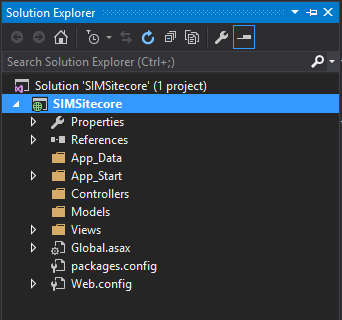 Solution Explorer
Search Solution Explorer (Ctrl+;)
Solution 'SIMSitecore' (1 project)
SIMSitecore
Properties
References
App_Data
App_Start
Controllers
Models
Views
Global.asax
packages.config
Web.config